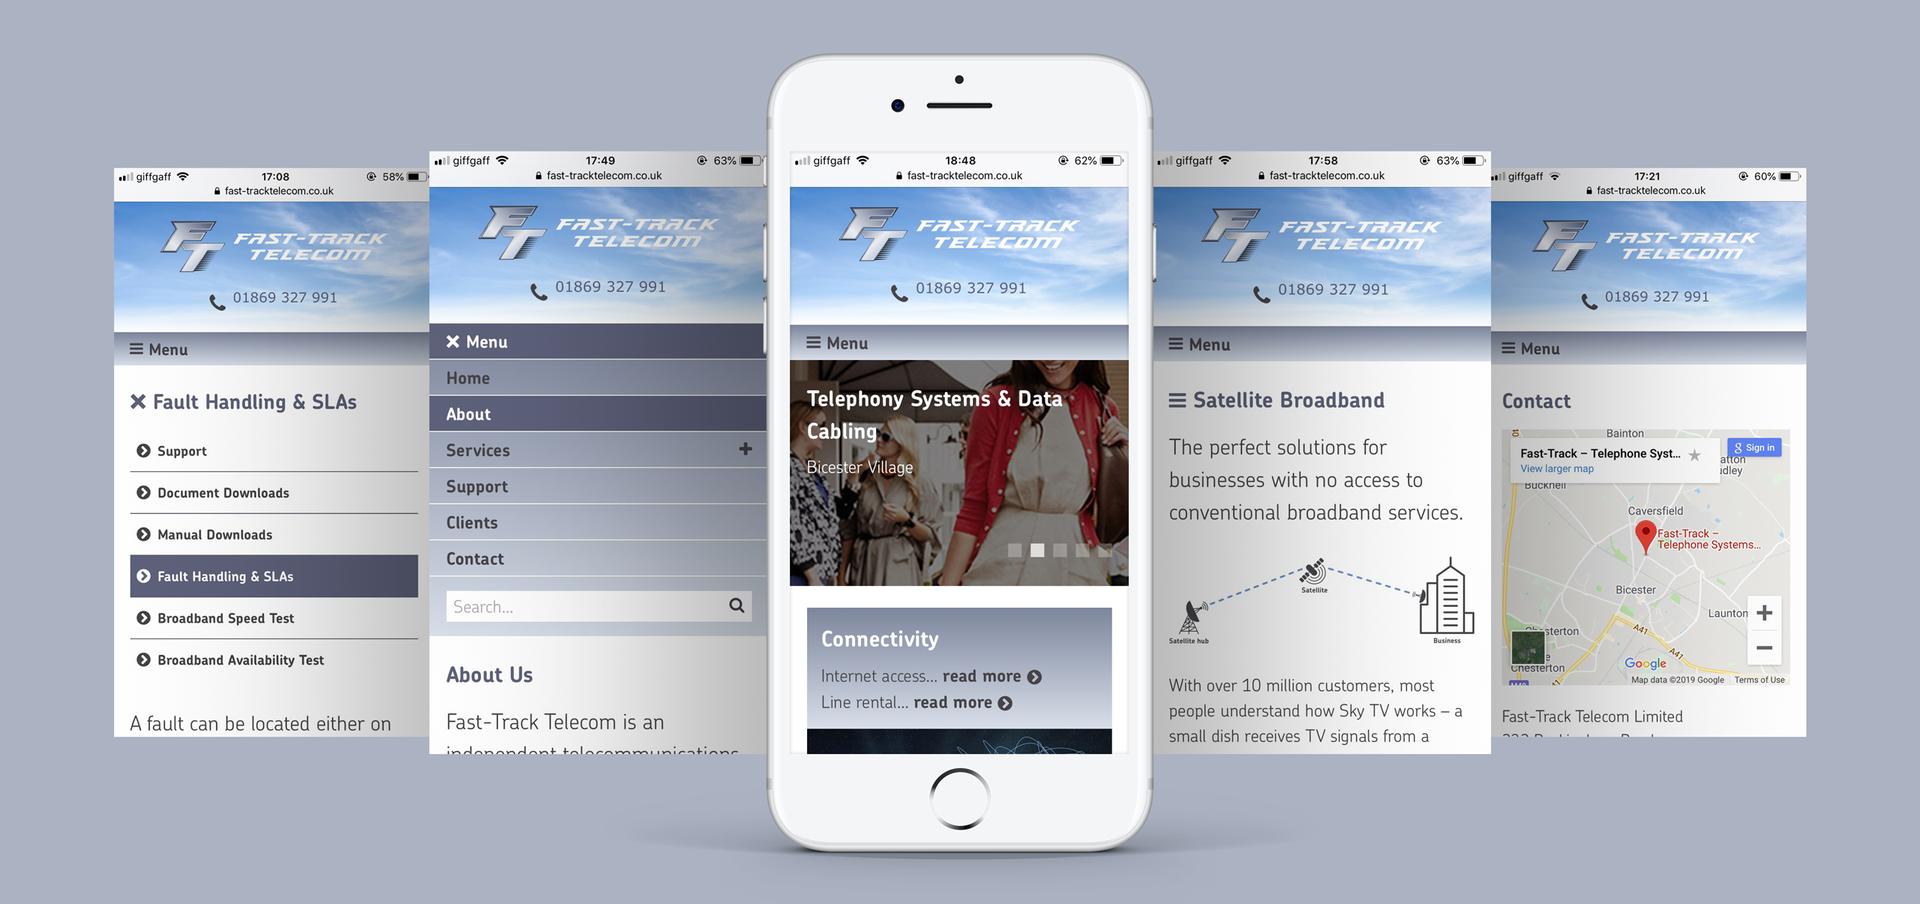 giffgaff 17:08 58%
fast-tracktelecom.co.uk
FT FAST-TRACK
TELECOM
01869 327 991
Menu
Fault Handling & SLAs
Support
Document Downloads
Manual Downloads
Fault Handling & SLAs
Broadband Speed Test
Broadband Availability Test
A fault can be located either on
giffgaff 17:49 63%
fast-tracktelecom.co.uk
FT FAST-TRACK
TELECOM
01869 327 991
Menu
Home
About
Services +
Support
Clients
Contact
Search...
About Us
Fast-Track Telecom is an
independent telecommunications
giffgaff 18:48 62%
fast-tracktelecom.co.uk
FT FAST-TRACK
TELECOM
01869 327 991
Menu
Telephony Systems & Data
Cabling
Bicester Village
Connectivity
Internet access... read more
Line rental... read more
giffgaff 17:58 63%
fast-tracktelecom.co.uk
FT FAST-TRACK
TELECOM
01869 327 991
Menu
Satellite Broadband
The perfect solutions for
businesses with no access to
conventional broadband services.
Satellite
Satellite hub
Business
With over 10 million customers, most
people understand how Sky TV works – a
small dish receives TV signals from a
giffgaff 17:21 60%
fast-tracktelecom.co.uk
FT FAST-TRACK
TELECOM
01869 327 991
Menu
Contact
Bainton
Fast-Track – Telephone Syst...
View larger map
Sign in
Bucknell
Caversfield
Fast-Track –
Telephone Systems...
Bicester
Launton
A41
A41
Chesterton
Google
Map data ©2019 Google Terms of Use
Fast-Track Telecom Limited